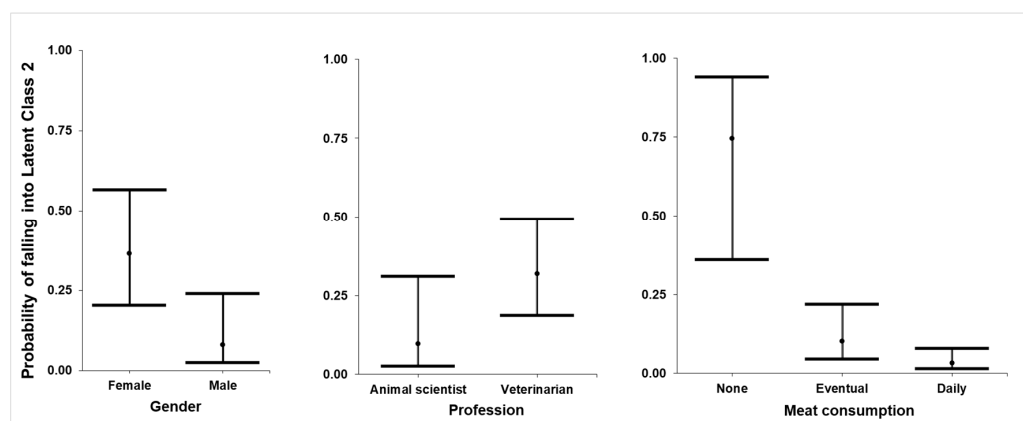 Probability of falling into Latent Class 2
1.00
0.75
0.50
0.25
0.00
Female
Male
Gender
1.00
0.75
0.50
0.25
0.00
Animal scientist
Veterinarian
Profession
1.00
0.75
0.50
0.25
0.00
None
Eventual
Daily
Meat consumption